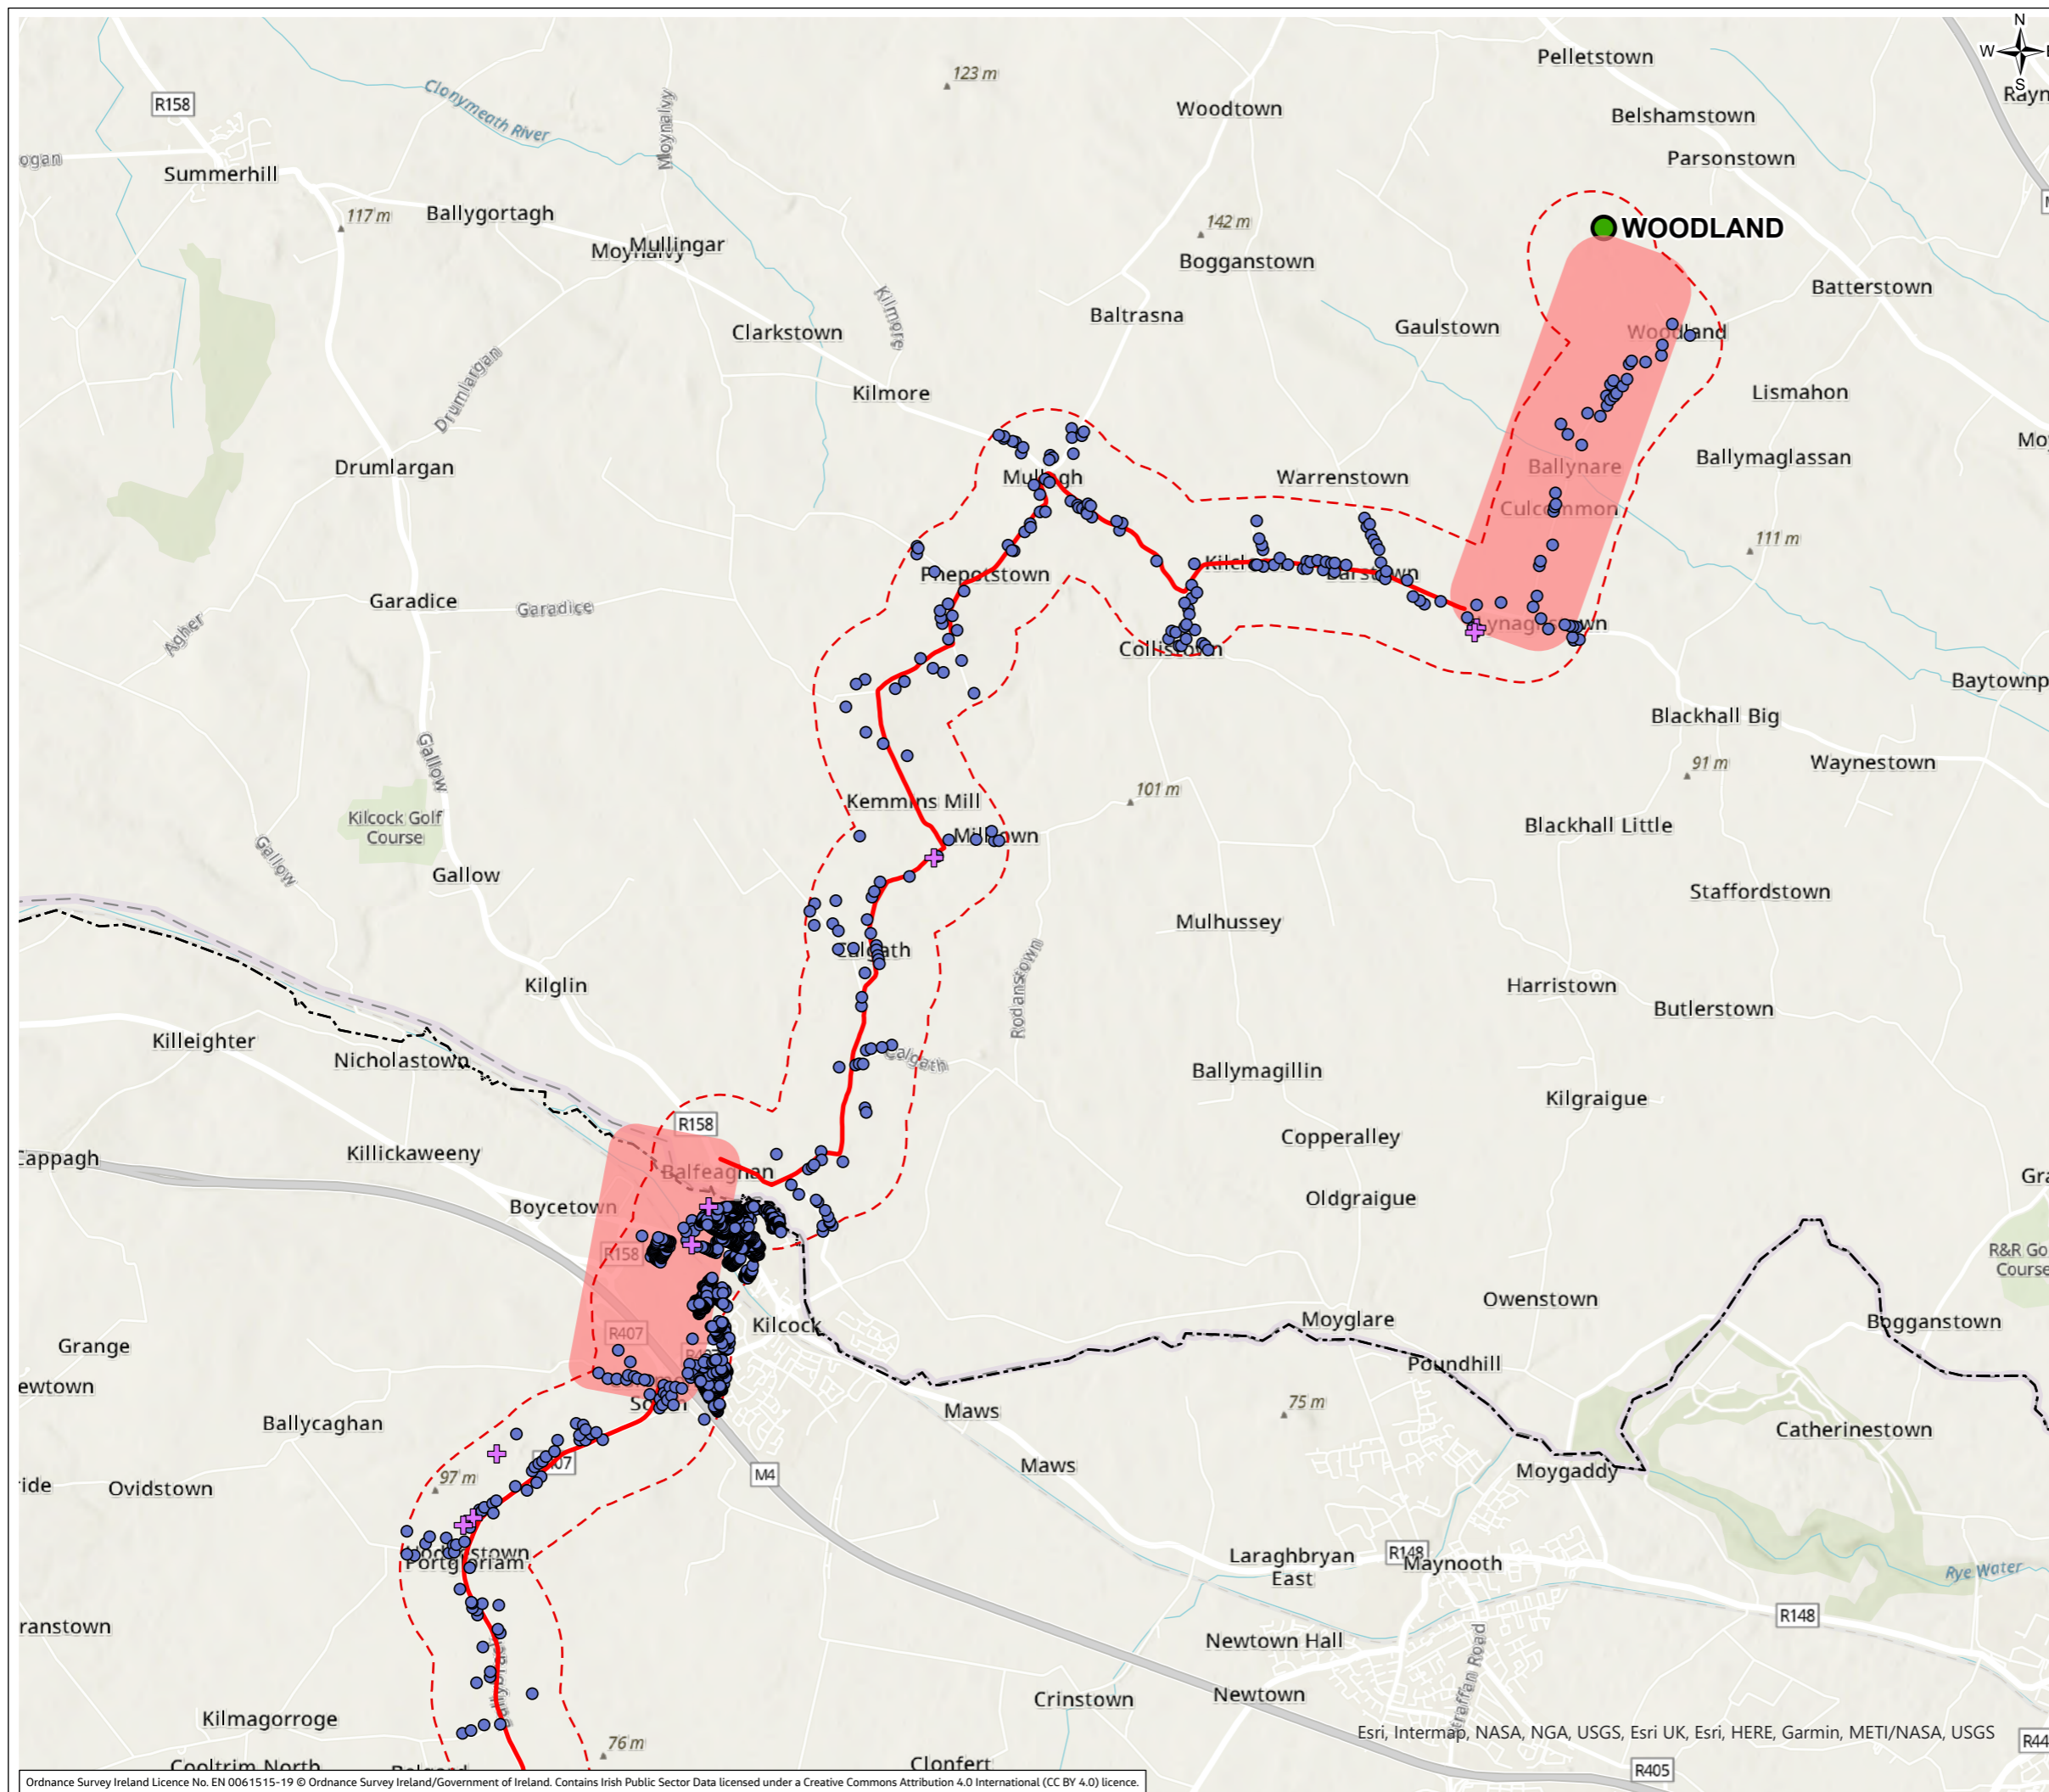 N
W
S
Pelletstown
123 m
Clonymeath River
R158
Moynalvy
Woodtown
Belshamstown
Parsonstown
Summerhill
117 m
Ballygortagh
Mullingar
Moynalvy
142 m
WOODLAND
Bogganstown
Batterstown
Kilmore
Baltrasna
Gaulstown
Woodland
Clarkstown
Drumlargan
Kilmore
Lismahon
Drumlargan
Ballymaglassan
Ballynare
Warrenstown
Culcommon
111 m
Phepotstown
Garadice
Garadice
Agher
Collistown
Blackhall Big
Gallow
91 m
Waynestown
101 m
Kemmins Mill
Kilcock Golf
Course
Blackhall Little
Gallow
Gallow
Staffordstown
Mulhussey
Rodanstown
Kilglin
Harristown
Butlerstown
Killeighter
Nicholastown
Calgath
Ballymagillin
Kilgraigue
R158
Copperalley
Cappagh
Killickaweeny
Balfeaghan
Boycetown
Oldgraigue
R158
R&R Go
Course
Owenstown
Moyglare
Bogganstown
Kilcock
R407
Grange
Poundhill
ewtown
Ballycaghan
Maws
75 m
Catherinestown
Maws
Moygaddy
M4
97 m
Ovidstown
Laraghbryan
East
R148
Maynooth
Rye Water
R148
ranstown
Newtown Hall
Straffan Road
Newtown
Crinstown
Kilmagorroge
76 m
Cooltrim North
Clonfert
R405
Esri, Intermap, NASA, NGA, USGS, Esri UK, Esri, HERE, Garmin, METI/NASA, USGS
Ordnance Survey Ireland Licence No. EN 0061515-19 © Ordnance Survey Ireland/Government of Ireland. Contains Irish Public Sector Data licensed under a Creative Commons Attribution 4.0 International (CC BY 4.0) licence.